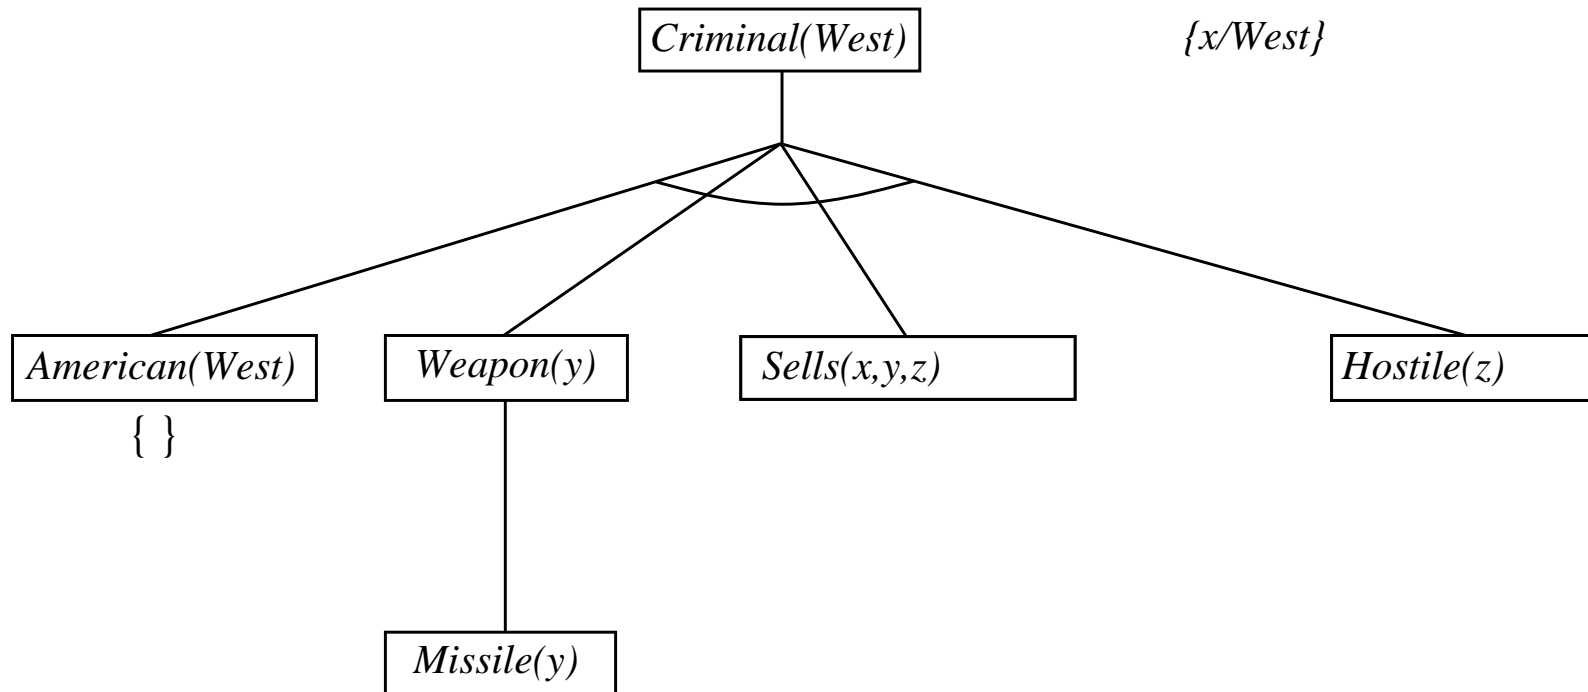 Criminal(West)
{x/West}
American(West)
Weapon(y)
Sells(x,y,z)
Hostile(z)
{ }
Missile(y)